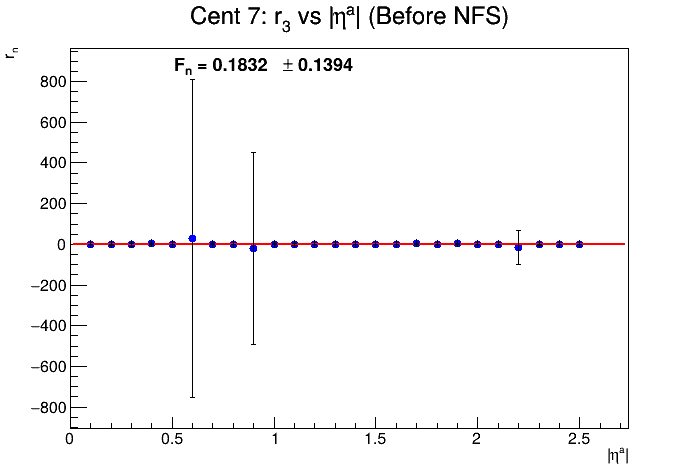 Cent 7: r₃ vs |ηᵃ| (Before NFS)
rₙ
Fₙ = 0.1832 ± 0.1394
800
600
400
200
0
−200
−400
−600
−800
0 0.5 1 1.5 2 2.5
|ηᵃ|